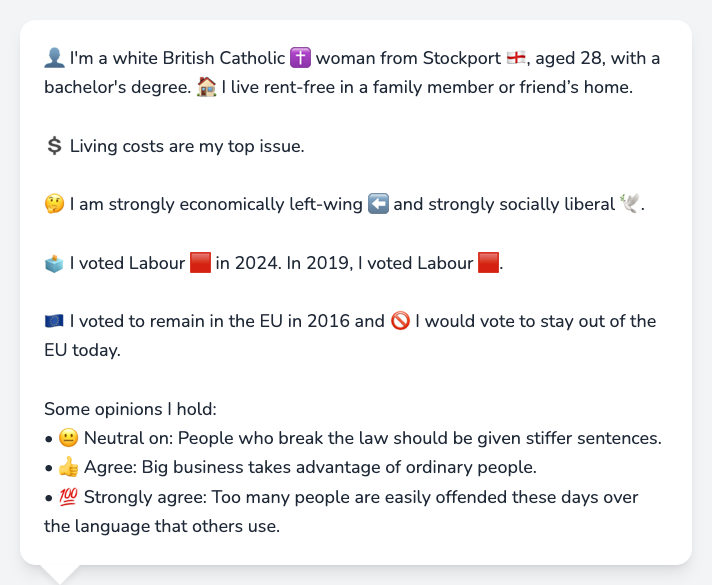 👤 I'm a white British Catholic ✝️ woman from Stockport 🏴󠁧󠁢󠁥󠁮󠁧󠁿, aged 28, with a
bachelor's degree. 🏠 I live rent-free in a family member or friend’s home.
💲 Living costs are my top issue.
🤔 I am strongly economically left-wing ⬅️ and strongly socially liberal 🕊️.
🗳️ I voted Labour 🟥 in 2024. In 2019, I voted Labour 🟥.
🇪🇺 I voted to remain in the EU in 2016 and 🚫 I would vote to stay out of the
EU today.
Some opinions I hold:
• 😐 Neutral on: People who break the law should be given stiffer sentences.
• 👍 Agree: Big business takes advantage of ordinary people.
• 💯 Strongly agree: Too many people are easily offended these days over
the language that others use.